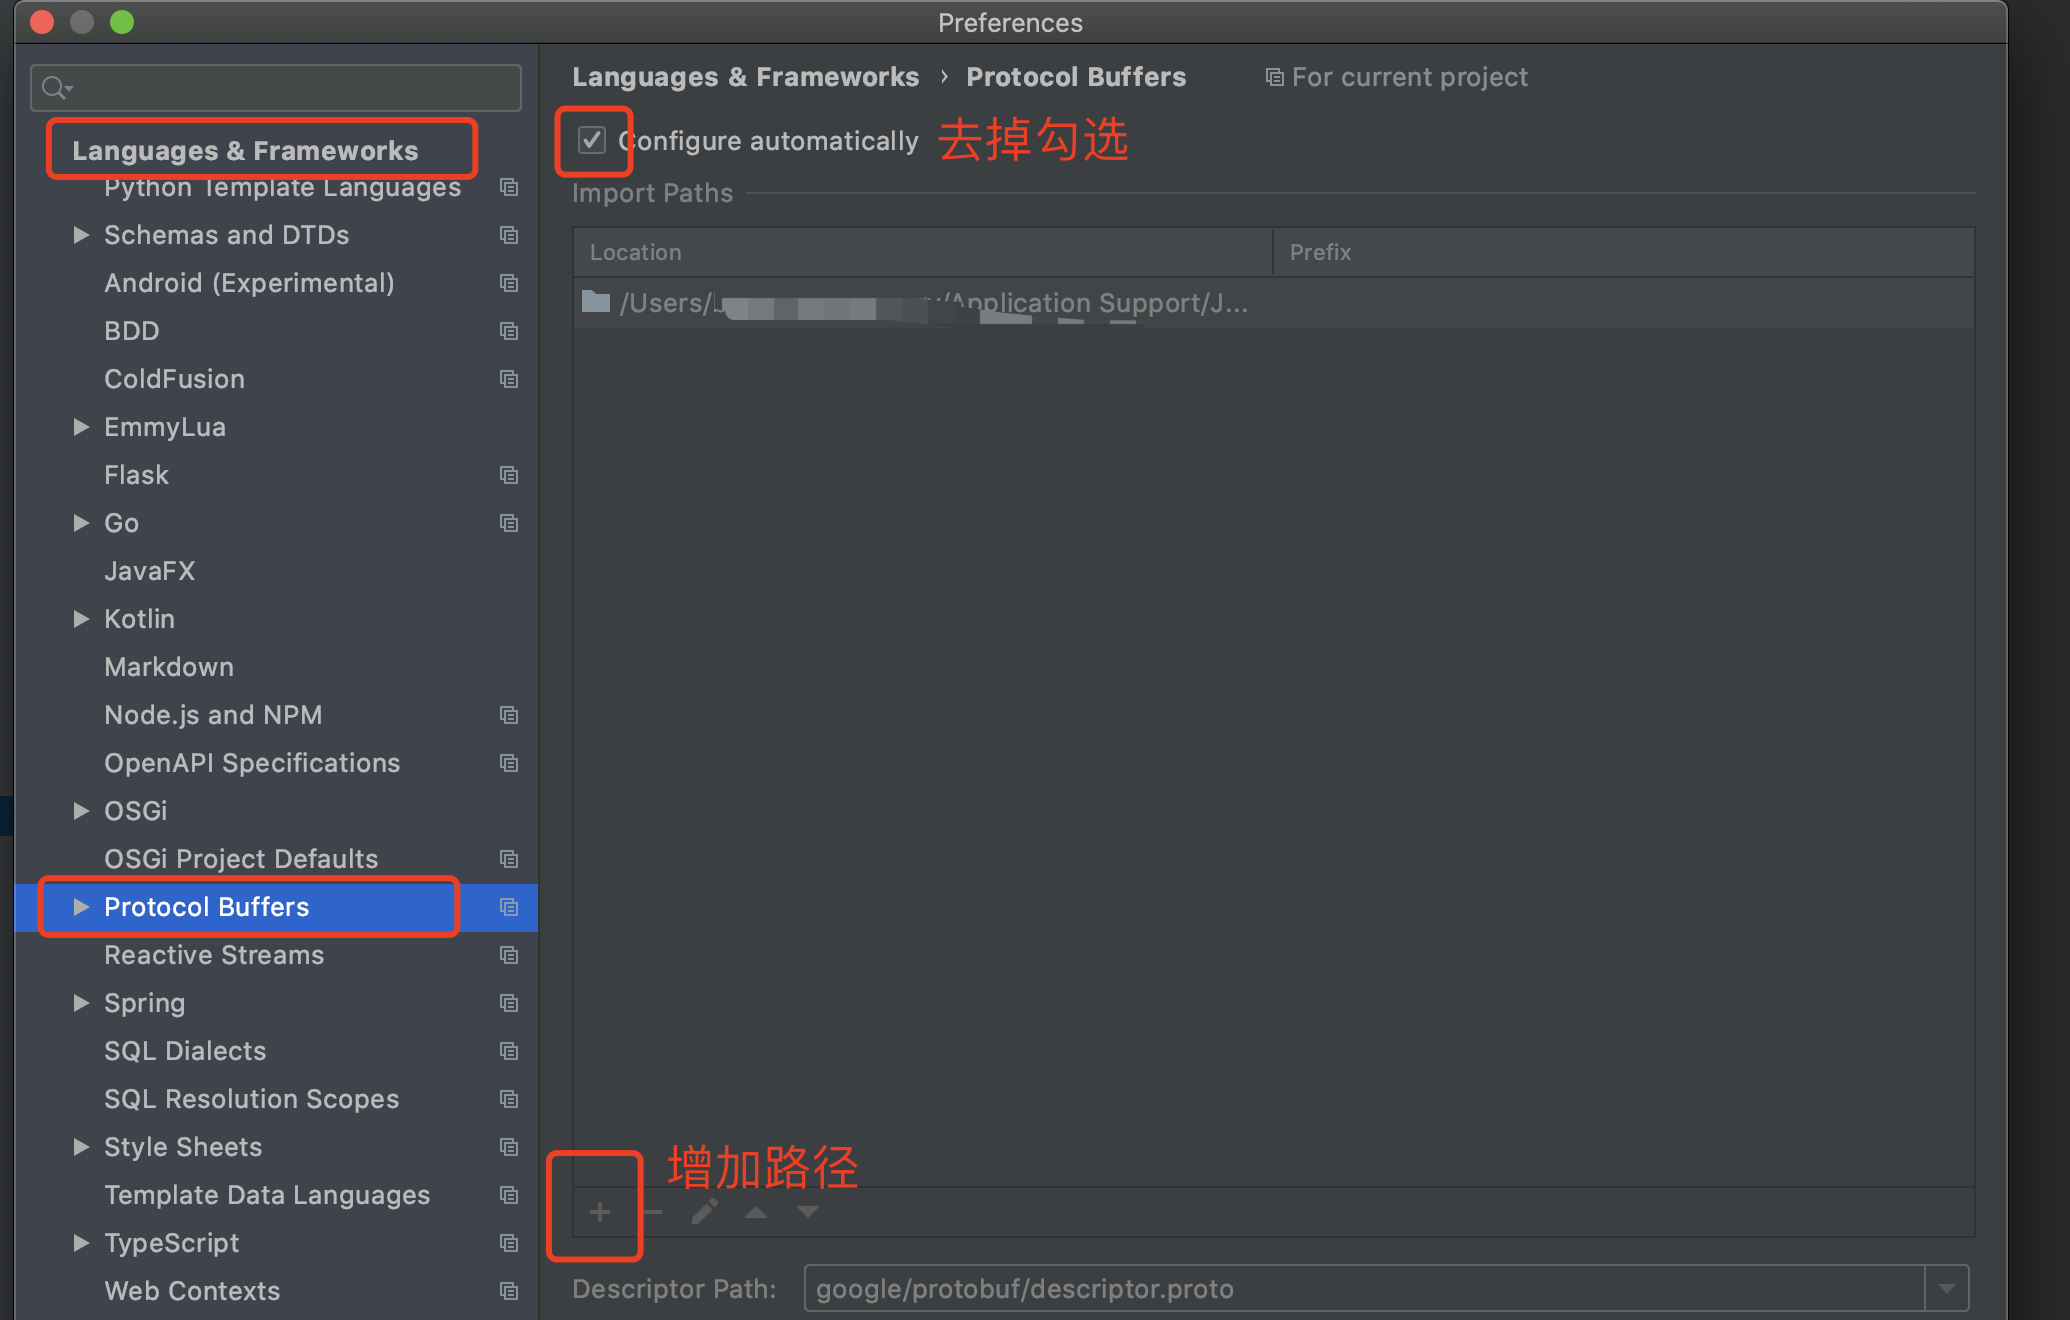 Preferences
Languages & Frameworks
Python Template Languages
Schemas and DTDs
Android (Experimental)
BDD
ColdFusion
EmmyLua
Flask
Go
JavaFX
Kotlin
Markdown
Node.js and NPM
OpenAPI Specifications
OSGi
OSGi Project Defaults
Protocol Buffers
Reactive Streams
Spring
SQL Dialects
SQL Resolution Scopes
Style Sheets
Template Data Languages
TypeScript
Web Contexts
Languages & Frameworks › Protocol Buffers For current project
Configure automatically 去掉勾选
Import Paths
Location Prefix
/Users/ /Application Support/J...
增加路径
Descriptor Path: google/protobuf/descriptor.proto